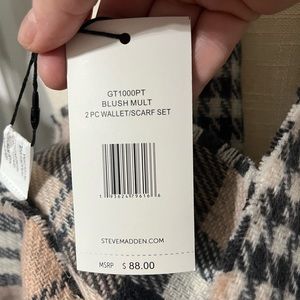 GT1000PT
BLUSH MULT
2 PC WALLET/SCARF SET
STEVEMADDEN.COM
MSRP $ 88.00